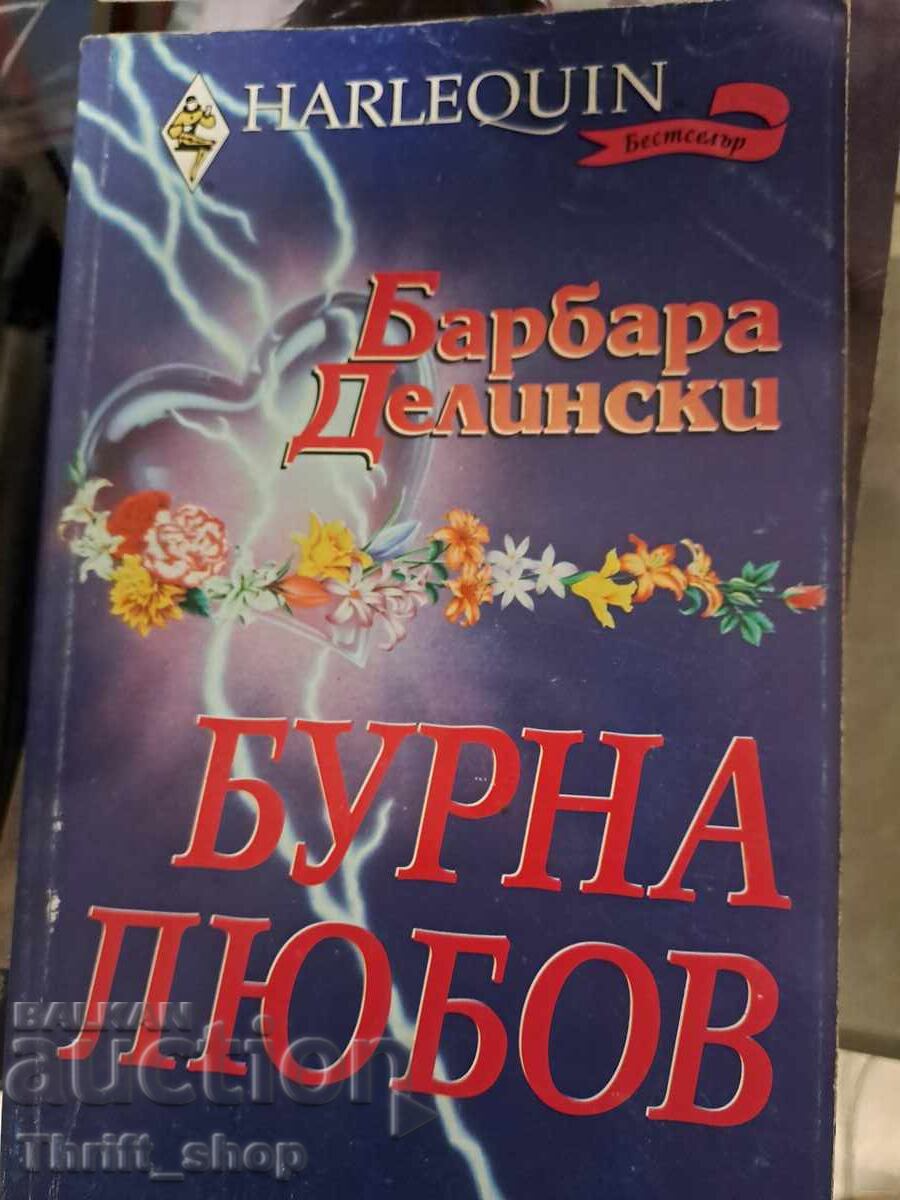 HARLEQUIN
Бестселър
Барбара
Делински
БУРНА
ЛЮБОВ
BALKAN
auction
Thrift_shop